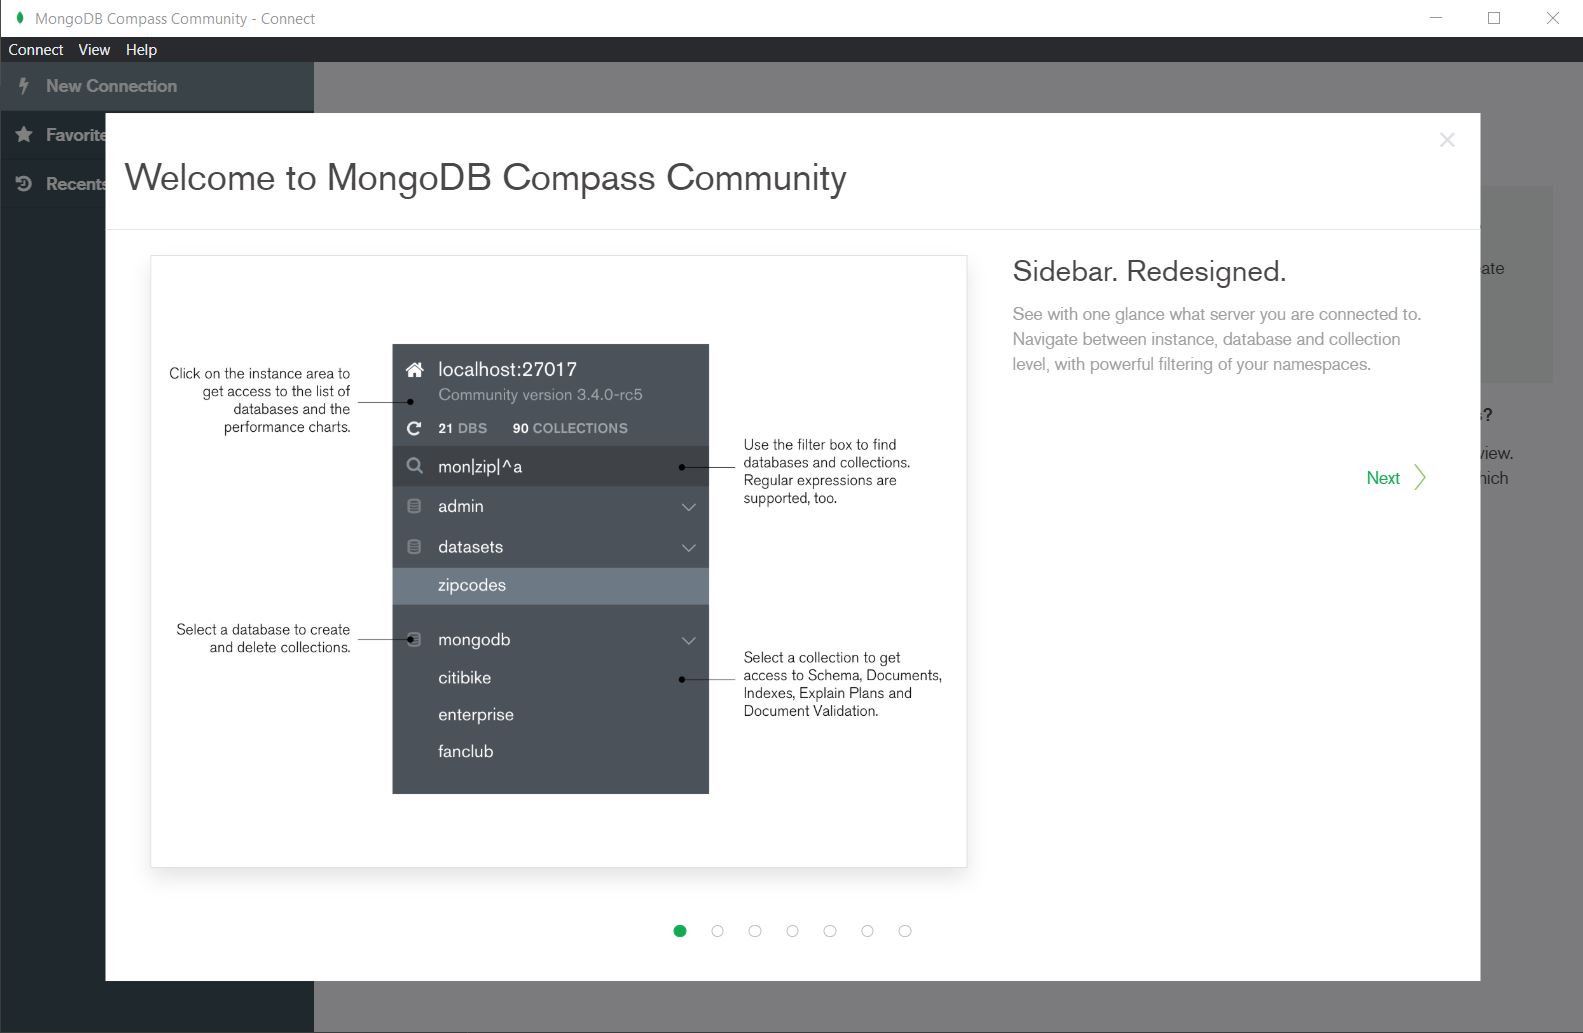 MongoDB Compass Community - Connect
Connect View Help
New Connection
Favorite
Recents
Welcome to MongoDB Compass Community
Click on the instance area to
get access to the list of
databases and the
performance charts.
localhost:27017
Community version 3.4.0-rc5
21 DBS 90 COLLECTIONS
mon|zip|^a
Use the filter box to find
databases and collections.
Regular expressions are
supported, too.
admin
datasets
zipcodes
Select a database to create
and delete collections.
mongodb
citibike
enterprise
fanclub
Select a collection to get
access to Schema, Documents,
Indexes, Explain Plans and
Document Validation.
Sidebar. Redesigned.
See with one glance what server you are connected to.
Navigate between instance, database and collection
level, with powerful filtering of your namespaces.
Next